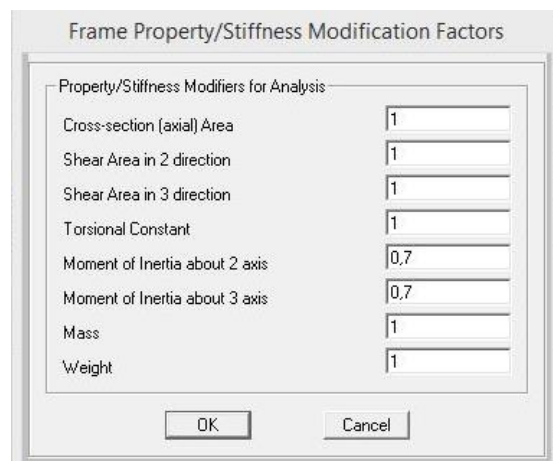 Frame Property/Stiffness Modification Factors
Property/Stiffness Modifiers for Analysis
Cross-section (axial) Area 1
Shear Area in 2 direction 1
Shear Area in 3 direction 1
Torsional Constant 1
Moment of Inertia about 2 axis 0,7
Moment of Inertia about 3 axis 0,7
Mass 1
Weight 1
OK Cancel